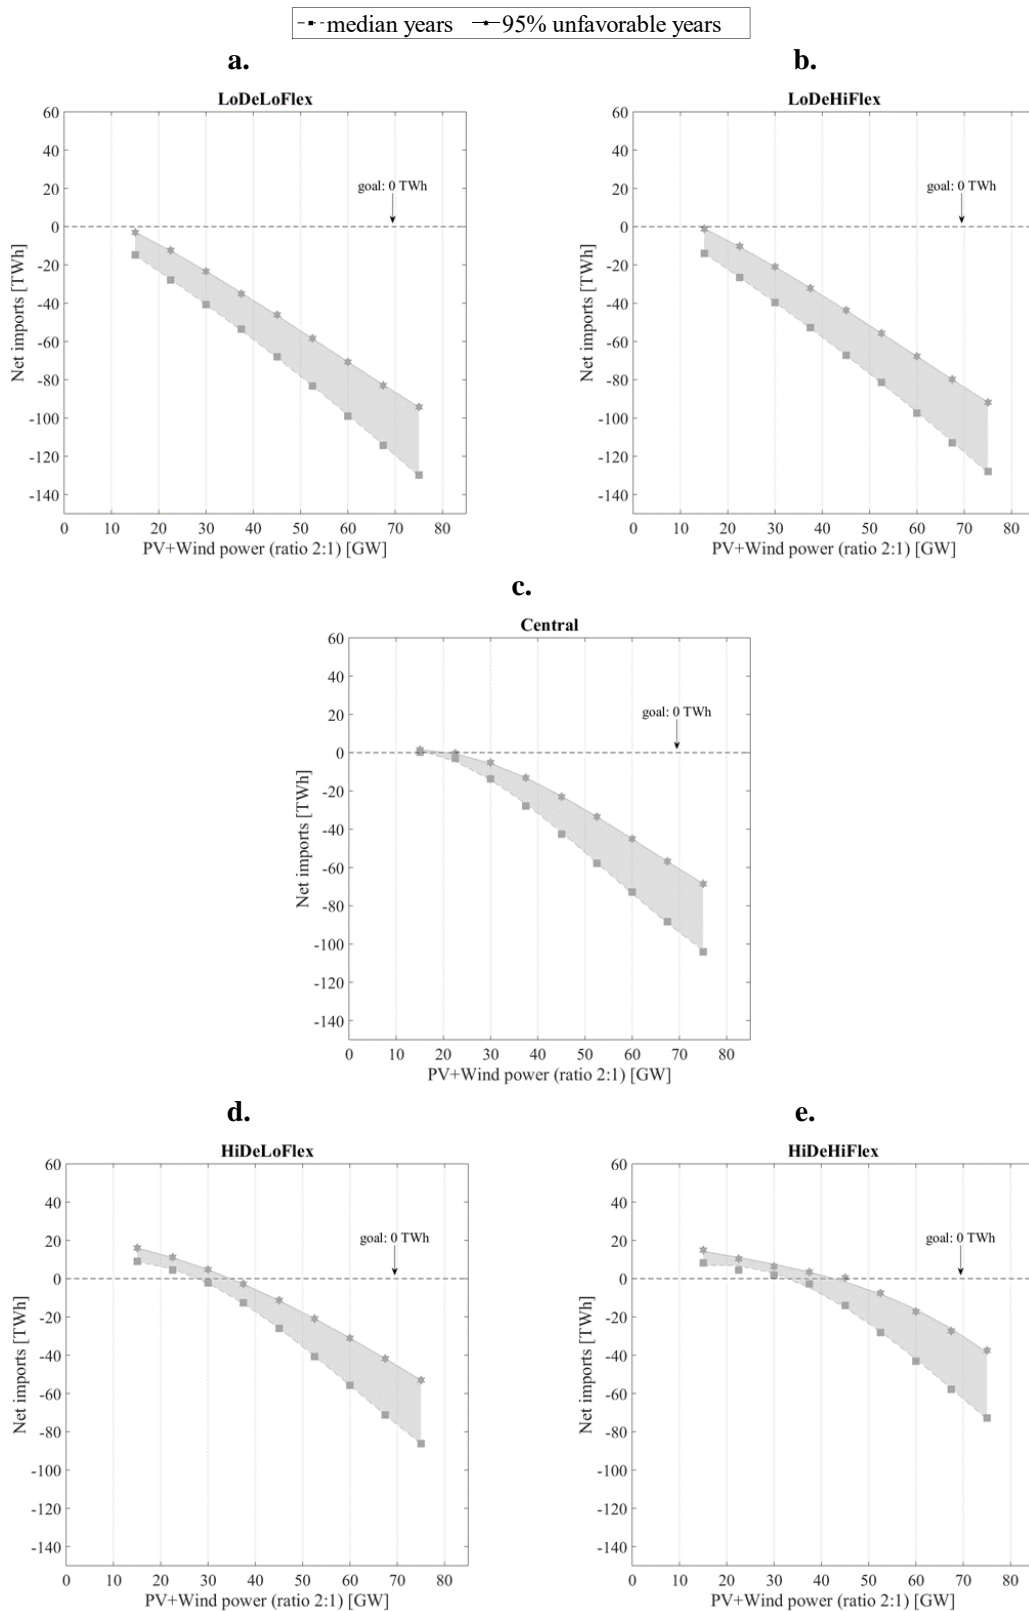 median years 95% unfavorable years
a.
LoDeLoFlex
60
40
20
0
-20
-40
-60
-80
-100
-120
-140
Net imports [TWh]
goal: 0 TWh
0 10 20 30 40 50 60 70 80
PV+Wind power (ratio 2:1) [GW]
b.
LoDeHiFlex
60
40
20
0
-20
-40
-60
-80
-100
-120
-140
Net imports [TWh]
goal: 0 TWh
0 10 20 30 40 50 60 70 80
PV+Wind power (ratio 2:1) [GW]
c.
Central
60
40
20
0
-20
-40
-60
-80
-100
-120
-140
Net imports [TWh]
goal: 0 TWh
0 10 20 30 40 50 60 70 80
PV+Wind power (ratio 2:1) [GW]
d.
HiDeLoFlex
60
40
20
0
-20
-40
-60
-80
-100
-120
-140
Net imports [TWh]
goal: 0 TWh
0 10 20 30 40 50 60 70 80
PV+Wind power (ratio 2:1) [GW]
e.
HiDeHiFlex
60
40
20
0
-20
-40
-60
-80
-100
-120
-140
Net imports [TWh]
goal: 0 TWh
0 10 20 30 40 50 60 70 80
PV+Wind power (ratio 2:1) [GW]